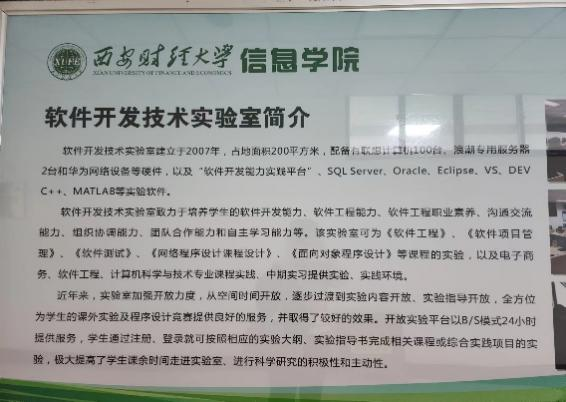 XUFE
西安财经大学 信息学院
XIAN UNIVERSITY OF FINANCE AND ECONOMICS
软件开发技术实验室简介
软件开发技术实验室建立于2007年，占地面积200平方米，配备有联想计算机100台、浪潮专用服务器
2台和华为网络设备等硬件，以及“软件开发能力实践平台”、SQL Server、Oracle、Eclipse、VS、DEV
C++、MATLAB等实验软件。
软件开发技术实验室致力于培养学生的软件开发能力、软件工程能力、软件工程职业素养、沟通交流
能力、组织协调能力、团队合作能力和自主学习能力等。该实验室可为《软件工程》、《软件项目管
理》、《软件测试》、《网络程序设计课程设计》、《面向对象程序设计》等课程的实验，以及电子商
务、软件工程、计算机科学与技术专业课程实践、中期实习提供实验、实践环境。
近年来，实验室加强开放力度，从空间时间开放，逐步过渡到实验内容开放、实验指导开放，全方位
为学生的课外实验及程序设计竞赛提供良好的服务，并取得了较好的效果。开放实验平台以B/S模式24小时
提供服务，学生通过注册、登录就可按照相应的实验大纲、实验指导书完成相关课程或综合实践项目的实
验，极大提高了学生课余时间走进实验室、进行科学研究的积极性和主动性。